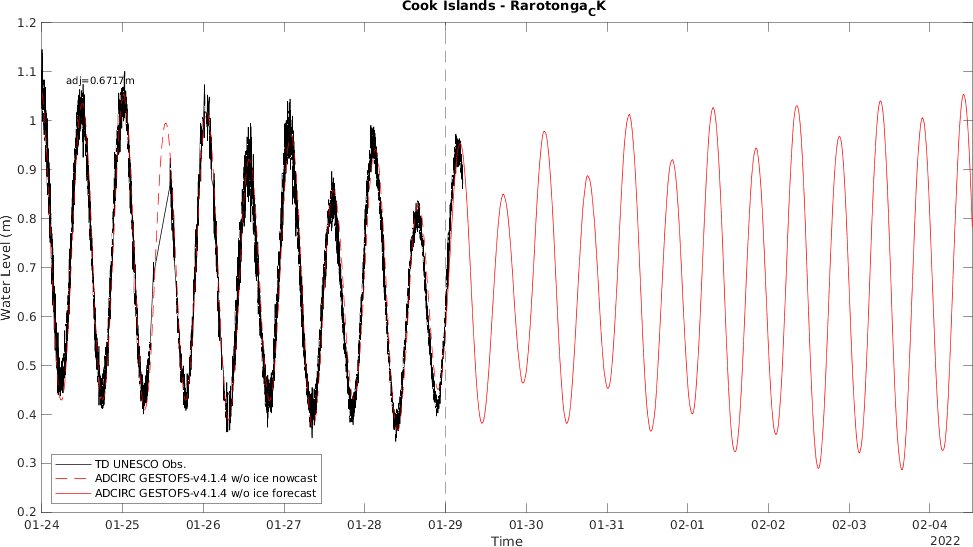 Cook Islands - Rarotonga_CK
1.2
1.1
1
0.9
0.8
0.7
0.6
0.5
0.4
0.3
0.2
Water Level (m)
adj=0.6717m
TD UNESCO Obs.
ADCIRC GESTOFS-v4.1.4 w/o ice nowcast
ADCIRC GESTOFS-v4.1.4 w/o ice forecast
01-24 01-25 01-26 01-27 01-28 01-29 01-30 01-31 02-01 02-02 02-03 02-04
Time
2022